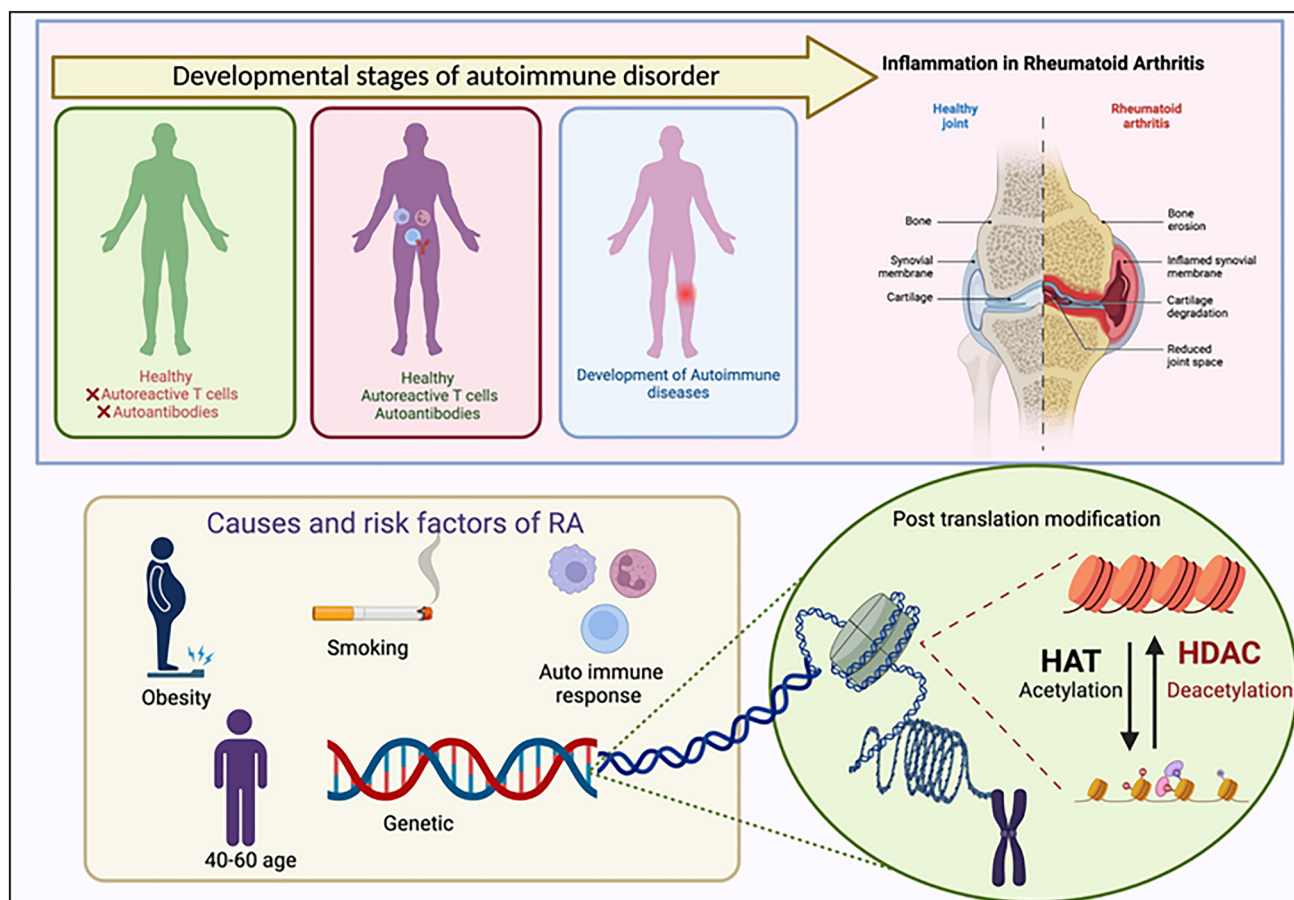 Developmental stages of autoimmune disorder
Healthy
Autoreactive T cells
Autoantibodies
Healthy
Autoreactive T cells
Autoantibodies
Development of Autoimmune
diseases
Inflammation in Rheumatoid Arthritis
Healthy
joint
Rheumatoid
arthritis
Bone
Synovial
membrane
Cartilage
Bone
erosion
Inflamed synovial
membrane
Cartilage
degradation
Reduced
joint space
Causes and risk factors of RA
Obesity
Smoking
Auto immune
response
40-60 age
Genetic
Post translation modification
HAT
Acetylation
HDAC
Deacetylation